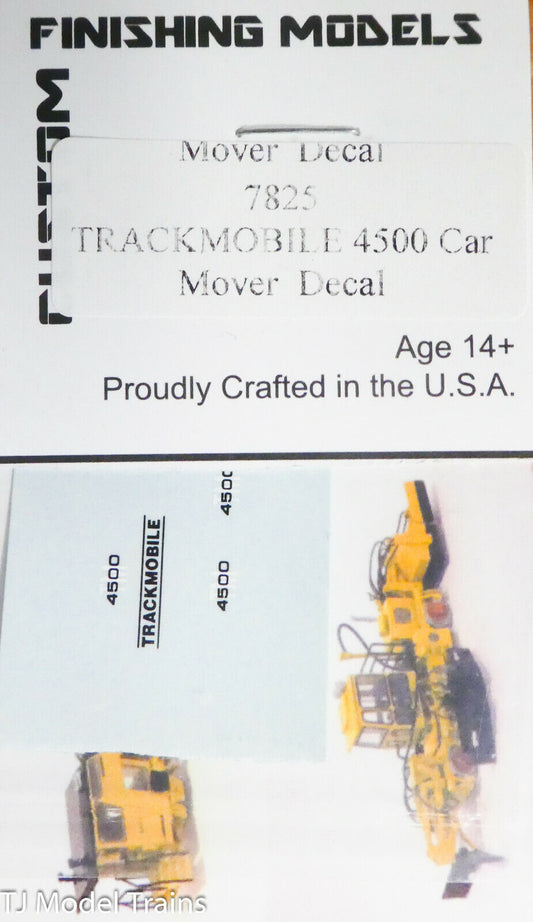 FINISHING MODELS
CUSTOM
Mover Decal
7825
TRACKMOBILE 4500 Car
Mover Decal
Age 14+
Proudly Crafted in the U.S.A.
4500
TRACKMOBILE
4500
4500
TJ Model Trains